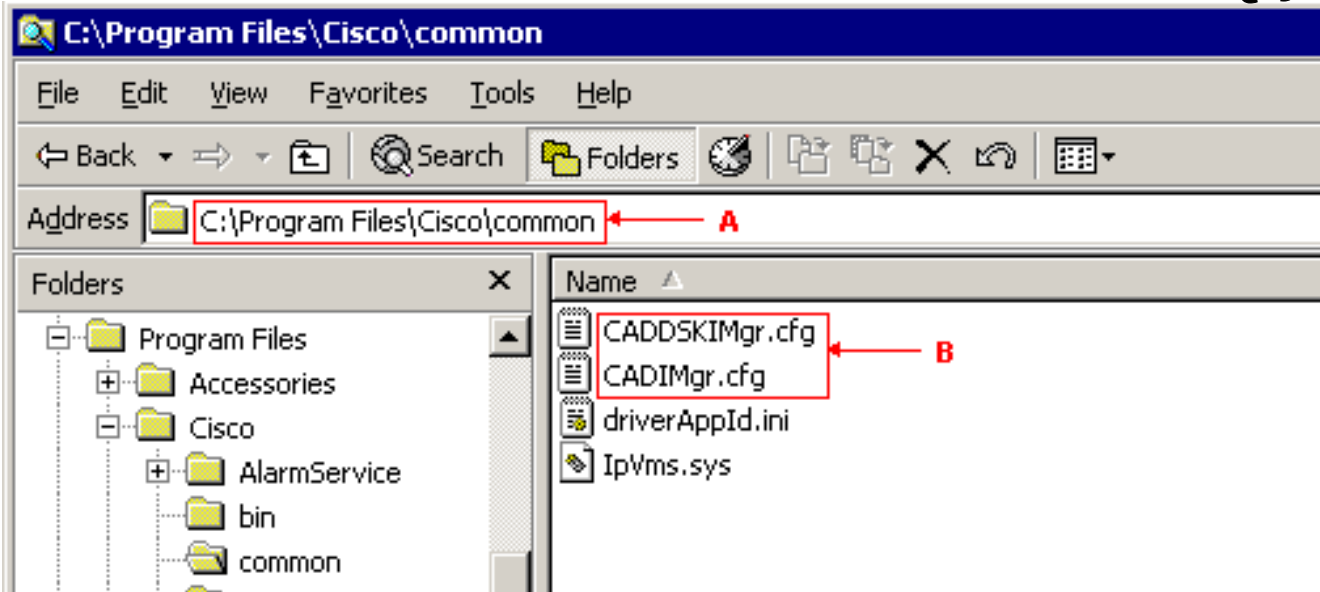 C:\Program Files\Cisco\common
File Edit View Favorites Tools Help
Back Search Folders
Address C:\Program Files\Cisco\common A
Folders
Name
Program Files
Accessories
Cisco
AlarmService
bin
common
CADDSKIMgr.cfg
CADIMgr.cfg
B
driverAppId.ini
IpVms.sys